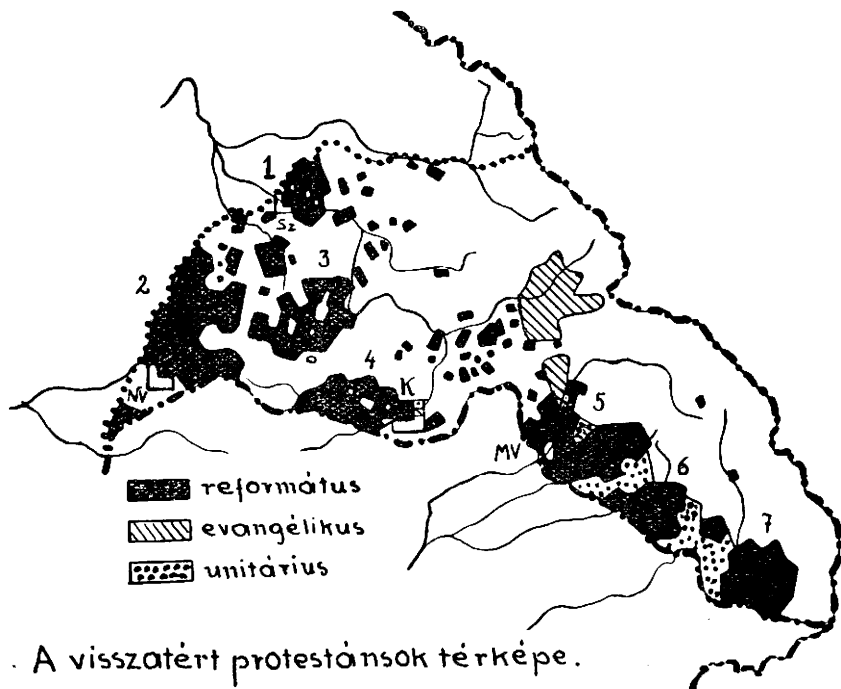 1
Sz
2
3
4
K
NV
5
MV
6
7
református
evangélikus
unitárius
. A visszatért protestánsok térképe.